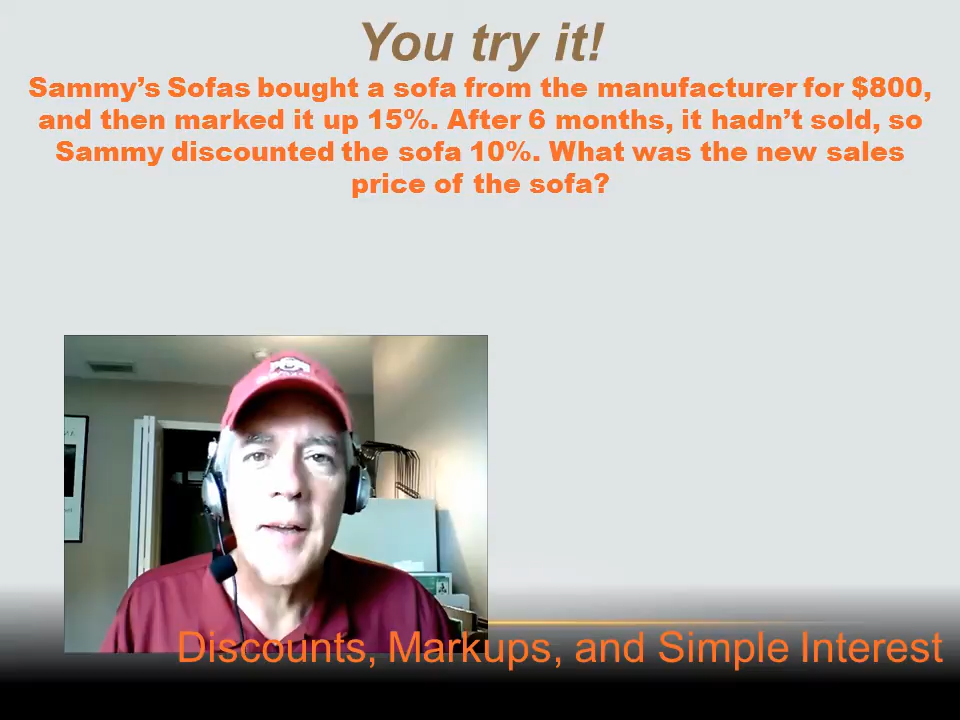 You try it!
Sammy's Sofas bought a sofa from the manufacturer for $800,
and then marked it up 15%. After 6 months, it hadn't sold, so
Sammy discounted the sofa 10%. What was the new sales
price of the sofa?
Discounts, Markups, and Simple Interest